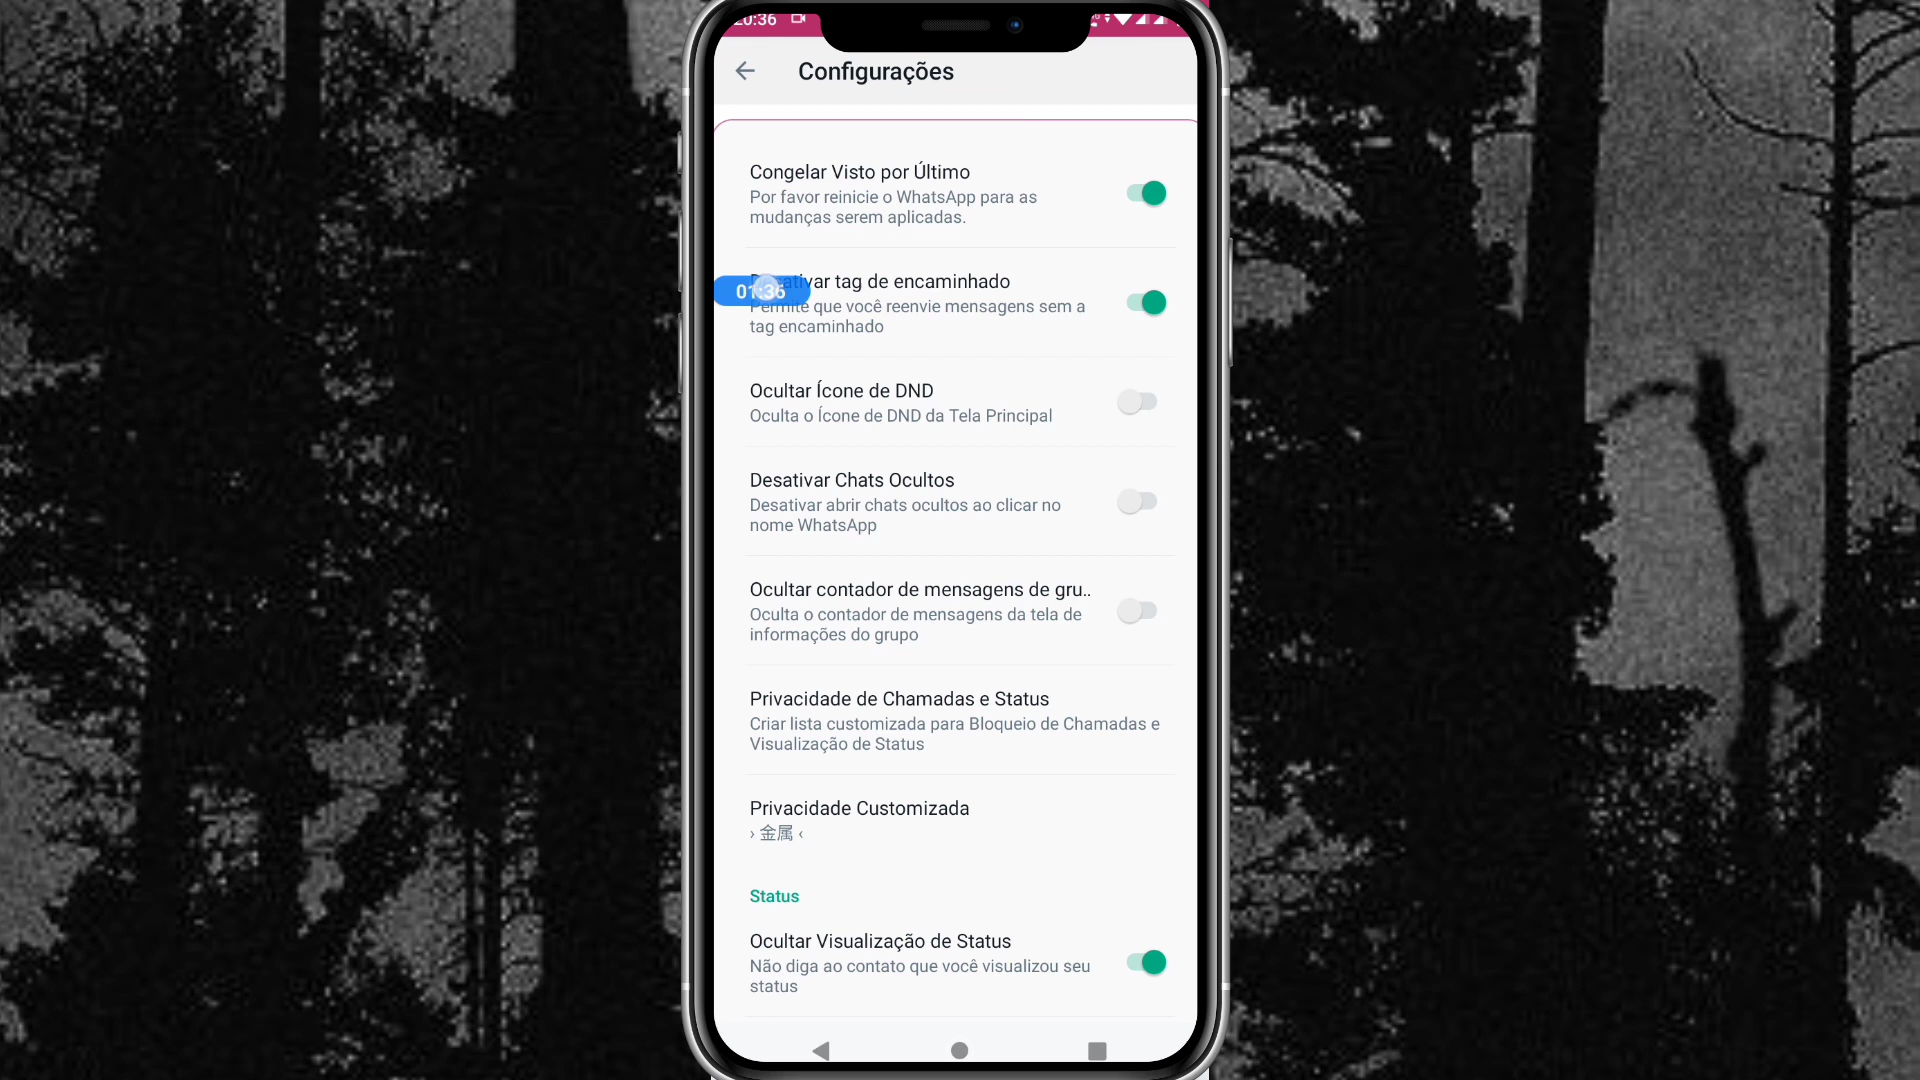 20:36
Configurações
Congelar Visto por Último
Por favor reinicie o WhatsApp para as
mudanças serem aplicadas.
Desativar tag de encaminhado
01:36
Permite que você reenvie mensagens sem a
tag encaminhado
Ocultar Ícone de DND
Oculta o Ícone de DND da Tela Principal
Desativar Chats Ocultos
Desativar abrir chats ocultos ao clicar no
nome WhatsApp
Ocultar contador de mensagens de gru..
Oculta o contador de mensagens da tela de
informações do grupo
Privacidade de Chamadas e Status
Criar lista customizada para Bloqueio de Chamadas e
Visualização de Status
Privacidade Customizada
› 金属 ‹
Status
Ocultar Visualização de Status
Não diga ao contato que você visualizou seu
status